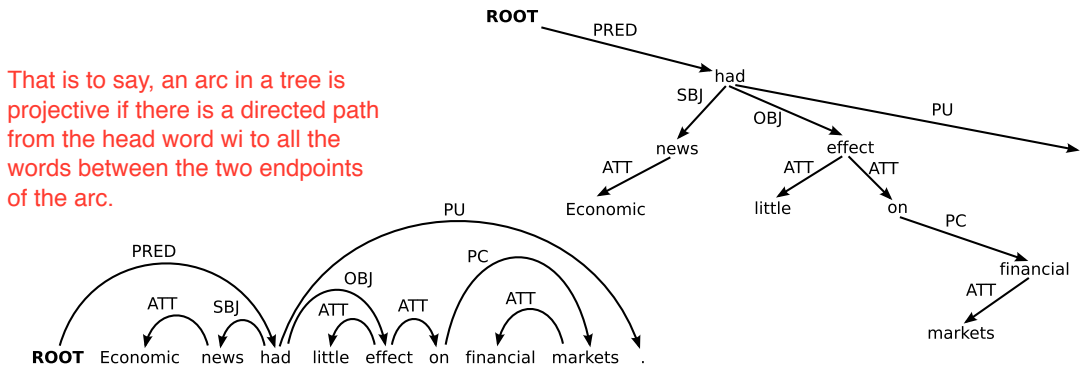 ROOT
PRED
had
SBJ
OBJ
PU
That is to say, an arc in a tree is
projective if there is a directed path
from the head word wi to all the
words between the two endpoints
of the arc.
news
effect
ATT
ATT
ATT
Economic
little
on
PC
financial
ATT
markets
PU
PRED
PC
OBJ
ATT
SBJ
ATT
ATT
ATT
ROOT Economic news had little effect on financial markets .